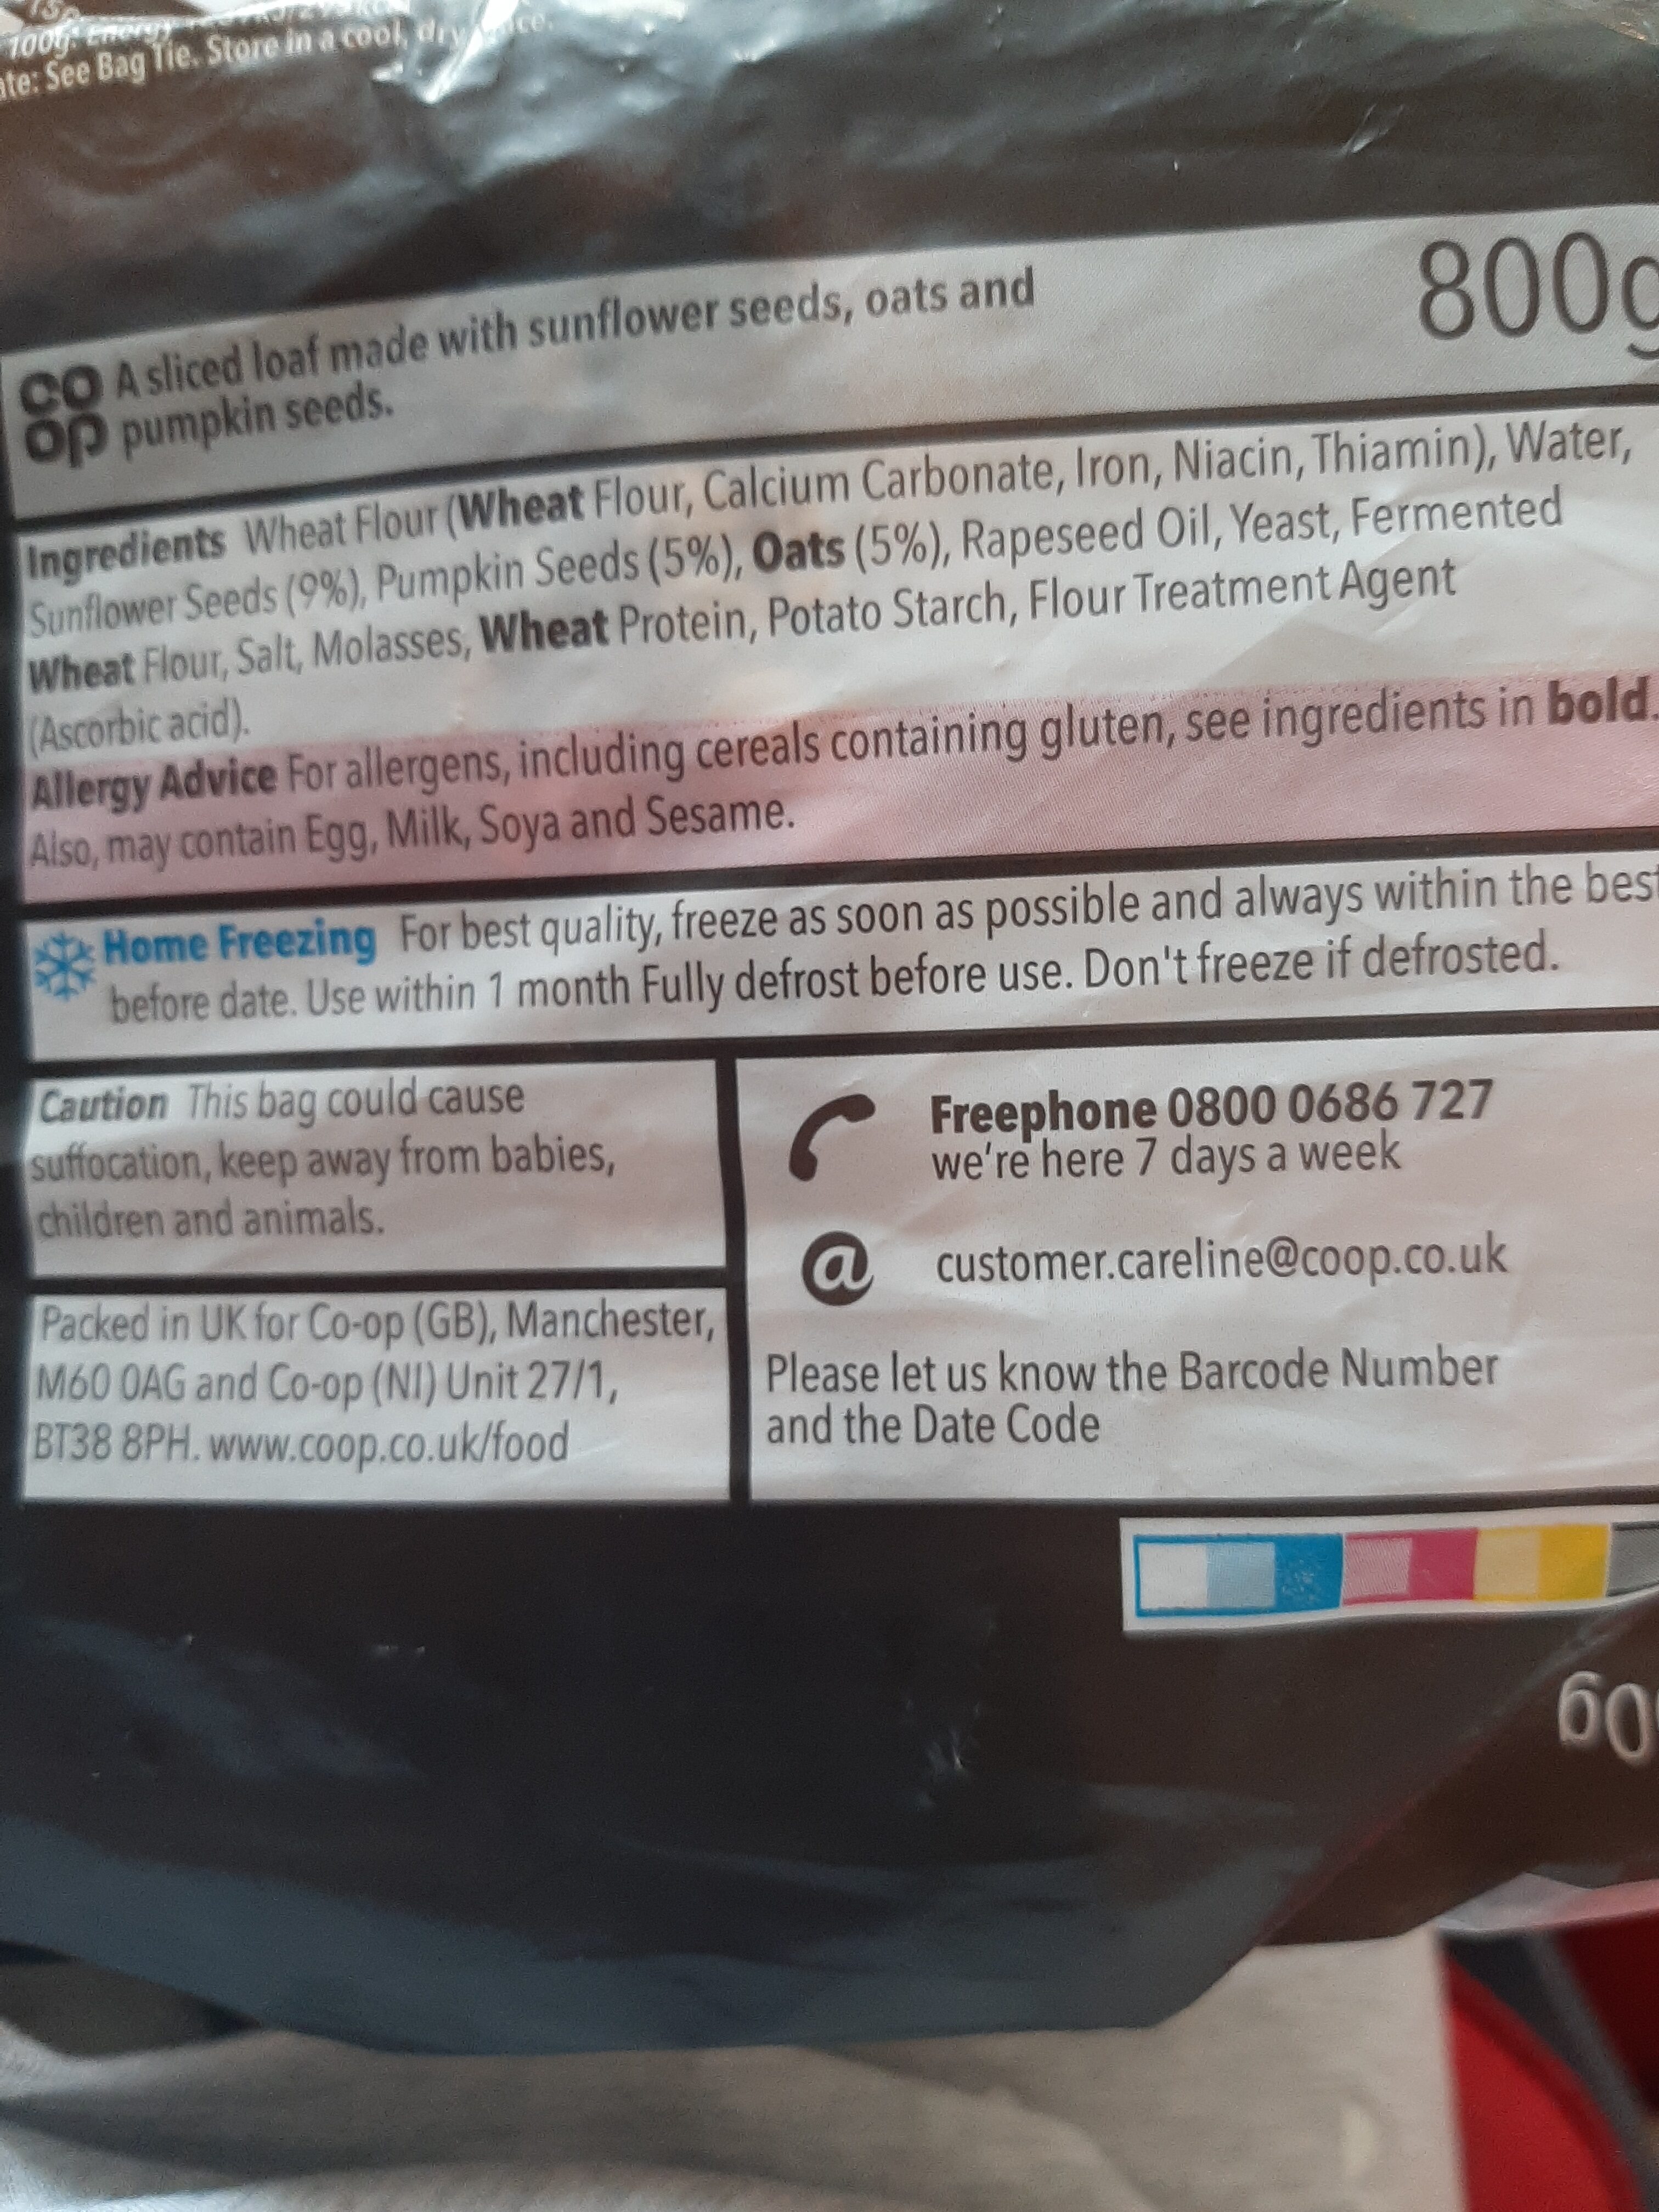 100g: Energy
ate: See Bag Tie. Store in a cool, dry
800g
CO
OP
A sliced loaf made with sunflower seeds, oats and
pumpkin seeds.
Ingredients Wheat Flour (Wheat Flour, Calcium Carbonate, Iron, Niacin, Thiamin), Water,
Sunflower Seeds (9%), Pumpkin Seeds (5%), Oats (5%), Rapeseed Oil, Yeast, Fermented
Wheat Flour, Salt, Molasses, Wheat Protein, Potato Starch, Flour Treatment Agent
(Ascorbic acid).
Allergy Advice For allergens, including cereals containing gluten, see ingredients in bold.
Also, may contain Egg, Milk, Soya and Sesame.
Home Freezing For best quality, freeze as soon as possible and always within the best
before date. Use within 1 month Fully defrost before use. Don't freeze if defrosted.
Caution This bag could cause
suffocation, keep away from babies,
children and animals.
Packed in UK for Co-op (GB), Manchester,
M60 0AG and Co-op (NI) Unit 27/1,
BT38 8PH. www.coop.co.uk/food
Freephone 0800 0686 727
we're here 7 days a week
@ customer.careline@coop.co.uk
Please let us know the Barcode Number
and the Date Code